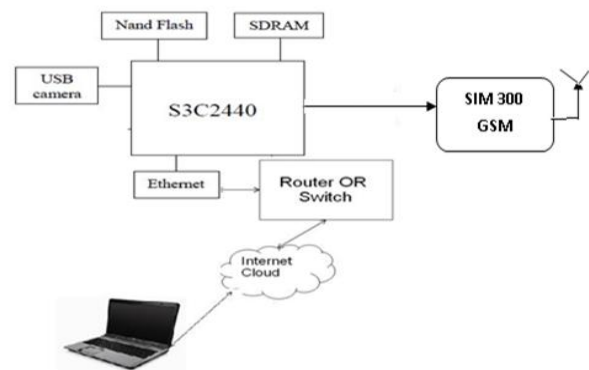 Nand Flash
SDRAM
USB
camera
S3C2440
SIM 300
GSM
Ethernet
Router OR
Switch
Internet
Cloud